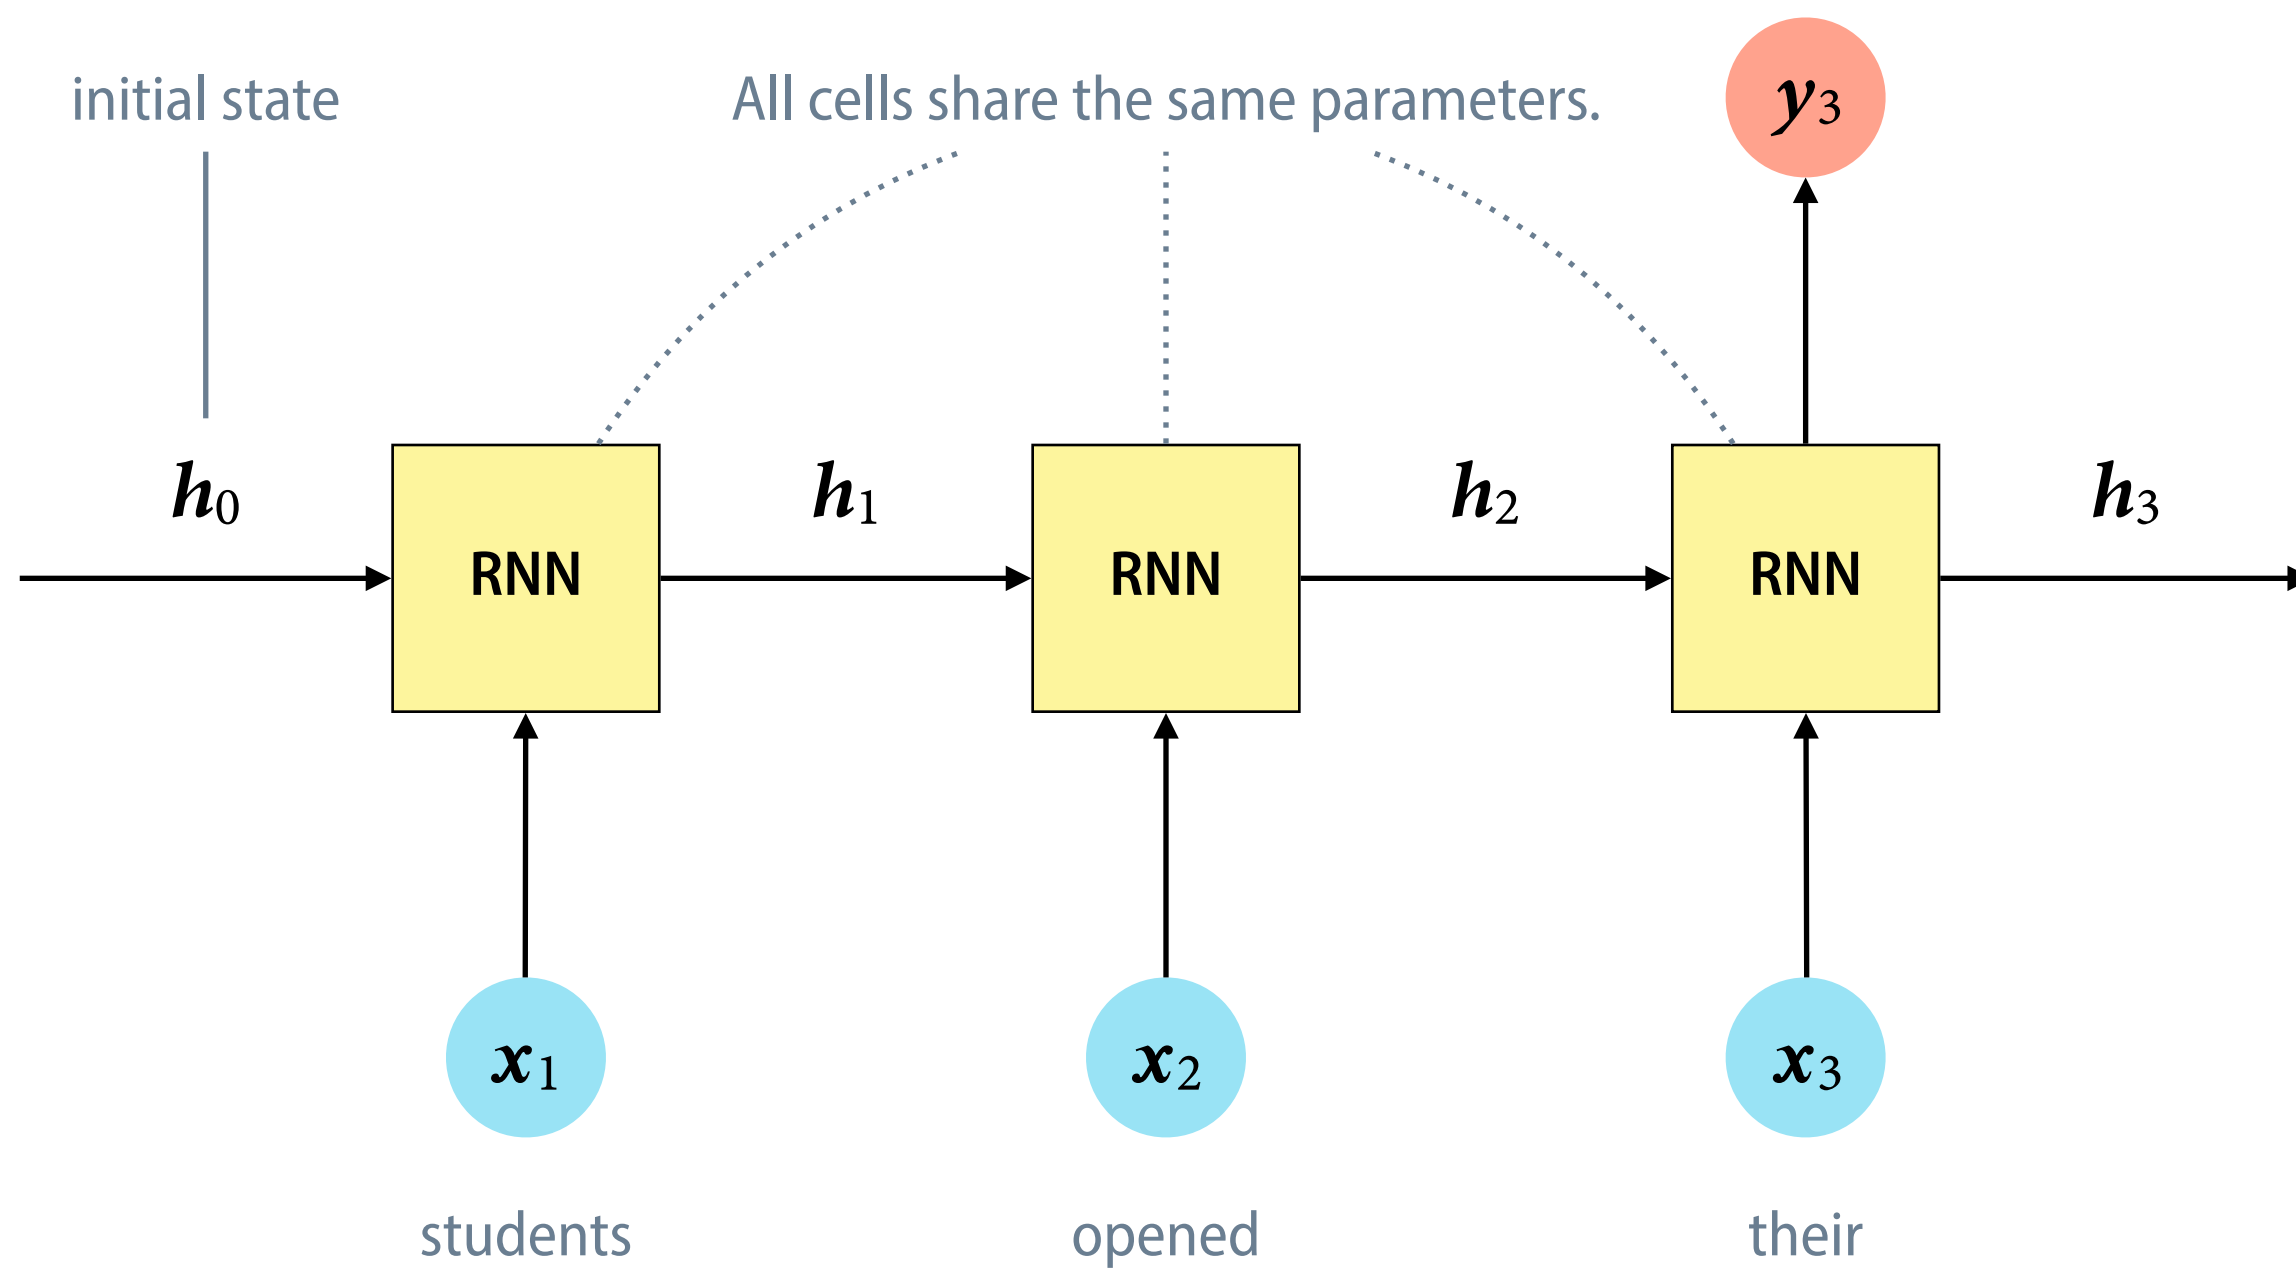 initial state
All cells share the same parameters.
y3
h0
h1
h2
h3
RNN
RNN
RNN
x1
x2
x3
students
opened
their